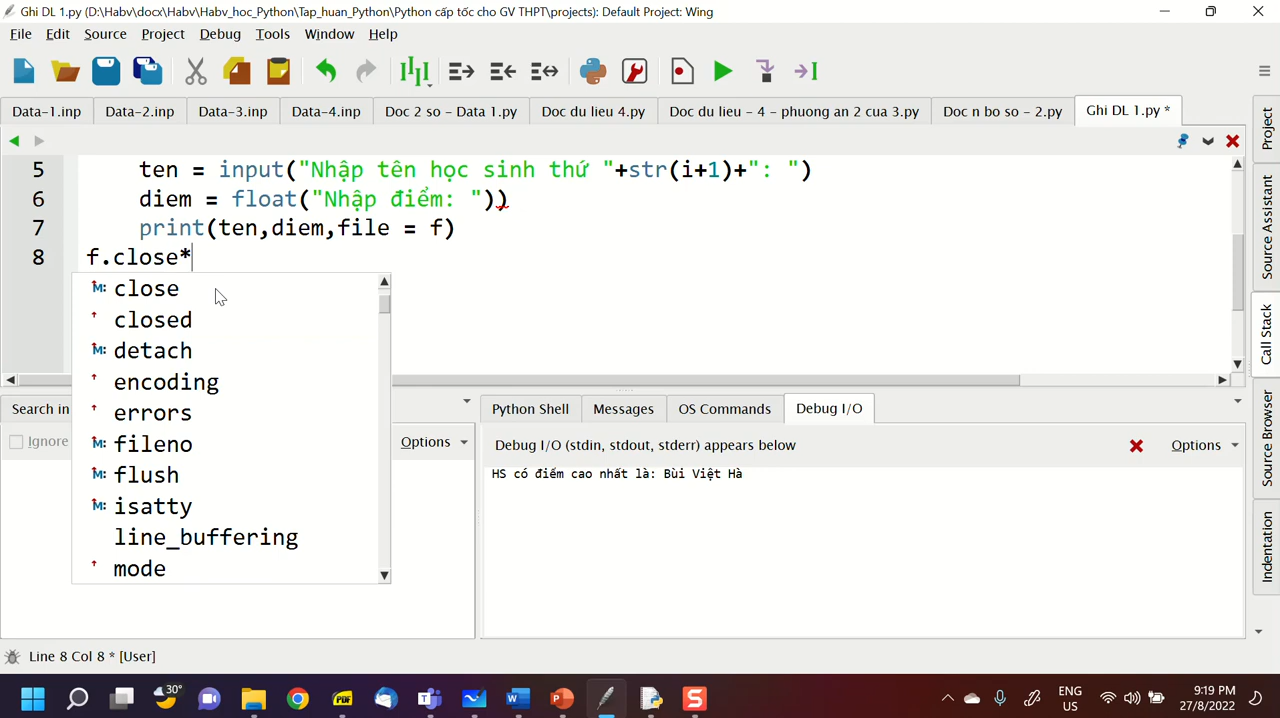 Ghi DL 1.py (D:\Habv\docx\Habv\Habv_hoc_Python\Tap_huan_Python\Python cấp tốc cho GV THPT\projects): Default Project: Wing
File Edit Source Project Debug Tools Window Help
Data-1.inp Data-2.inp Data-3.inp Data-4.inp Doc 2 so - Data 1.py Doc du lieu 4.py Doc du lieu - 4 - phuong an 2 cua 3.py Doc n bo so - 2.py Ghi DL 1.py *
5 ten = input("Nhập tên học sinh thứ "+str(i+1)+": ")
6 diem = float("Nhập điểm: "))
7 print(ten,diem,file = f)
8 f.close*
close
closed
detach
encoding
errors
fileno
flush
isatty
line_buffering
mode
Search in
Ignore
Options
Python Shell Messages OS Commands Debug I/O
Debug I/O (stdin, stdout, stderr) appears below
Options
HS có điểm cao nhất là: Bùi Việt Hà
Project
Source Assistant
Call Stack
Source Browser
Indentation
Line 8 Col 8 * [User]
30°
PDF
ENG
US
9:19 PM
27/8/2022